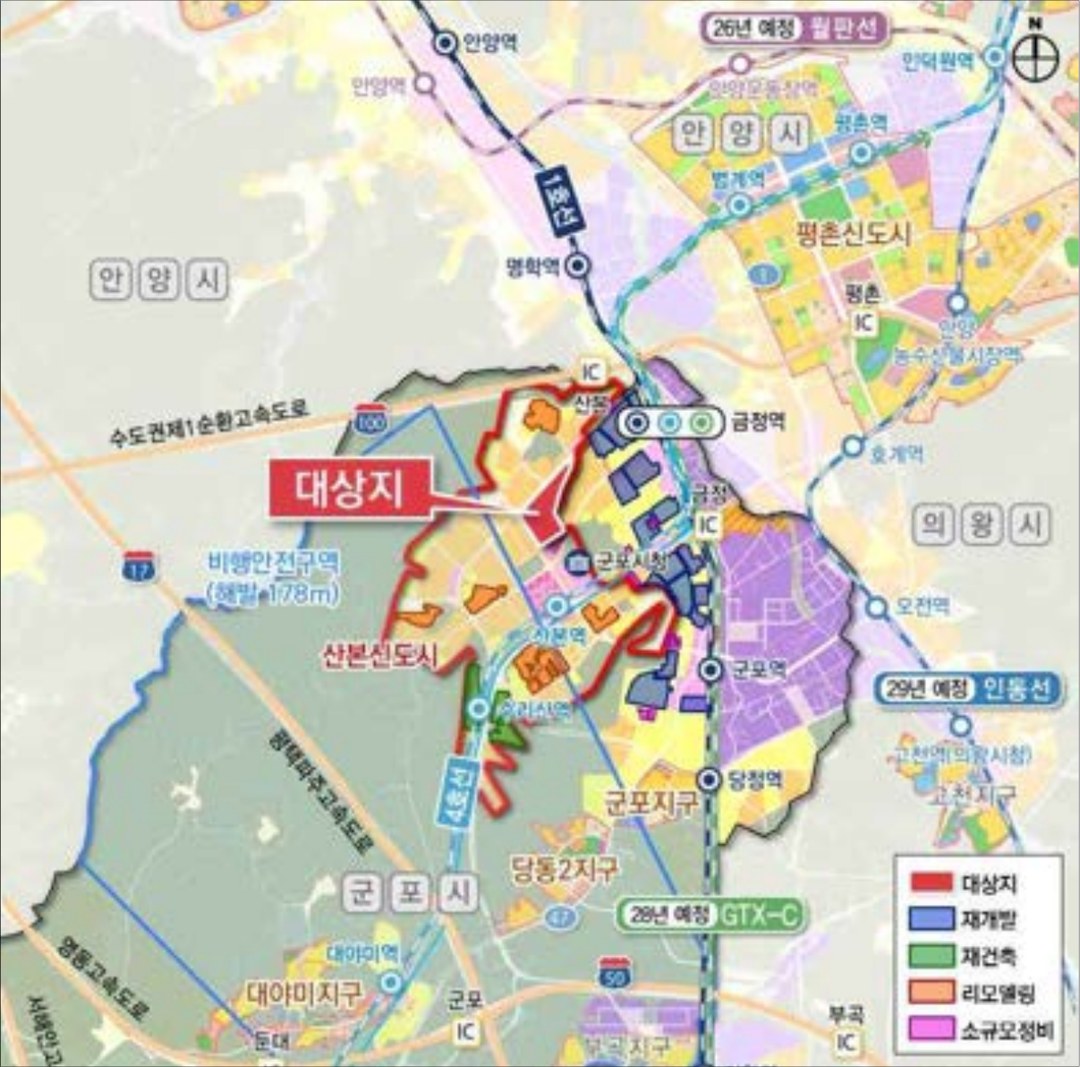 안양역
26년 예정 월판선
N
안양역
안양운동장역
인덕원역
안양시
평촌역
범계역
1호선
평촌신도시
명학역
안양시
1
평촌
IC
안양
농수산물시장역
IC
산본
수도권제1순환고속도로
100
금정역
호계역
대상지
금정
IC
의왕시
17
비행안전구역
(해발 178m)
군포시청
산본역
오전역
산본신도시
군포역
29년 예정 인동선
수리산역
고천역(의왕시청)
고천지구
평택파주고속도로
4호선
당정역
군포지구
당동2지구
군포시
47
28년 예정 GTX-C
대야미역
영동고속도로
50
대야미지구
군포
IC
부곡
IC
서해안고
둔대
부곡지구
대상지
재개발
재건축
리모델링
소규모정비